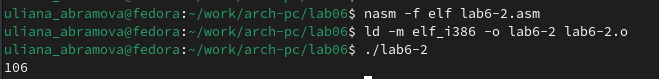 uliana_abramova@fedora:~/work/arch-pc/lab06$ nasm -f elf lab6-2.asm
uliana_abramova@fedora:~/work/arch-pc/lab06$ ld -m elf_i386 -o lab6-2 lab6-2.o
uliana_abramova@fedora:~/work/arch-pc/lab06$ ./lab6-2
106